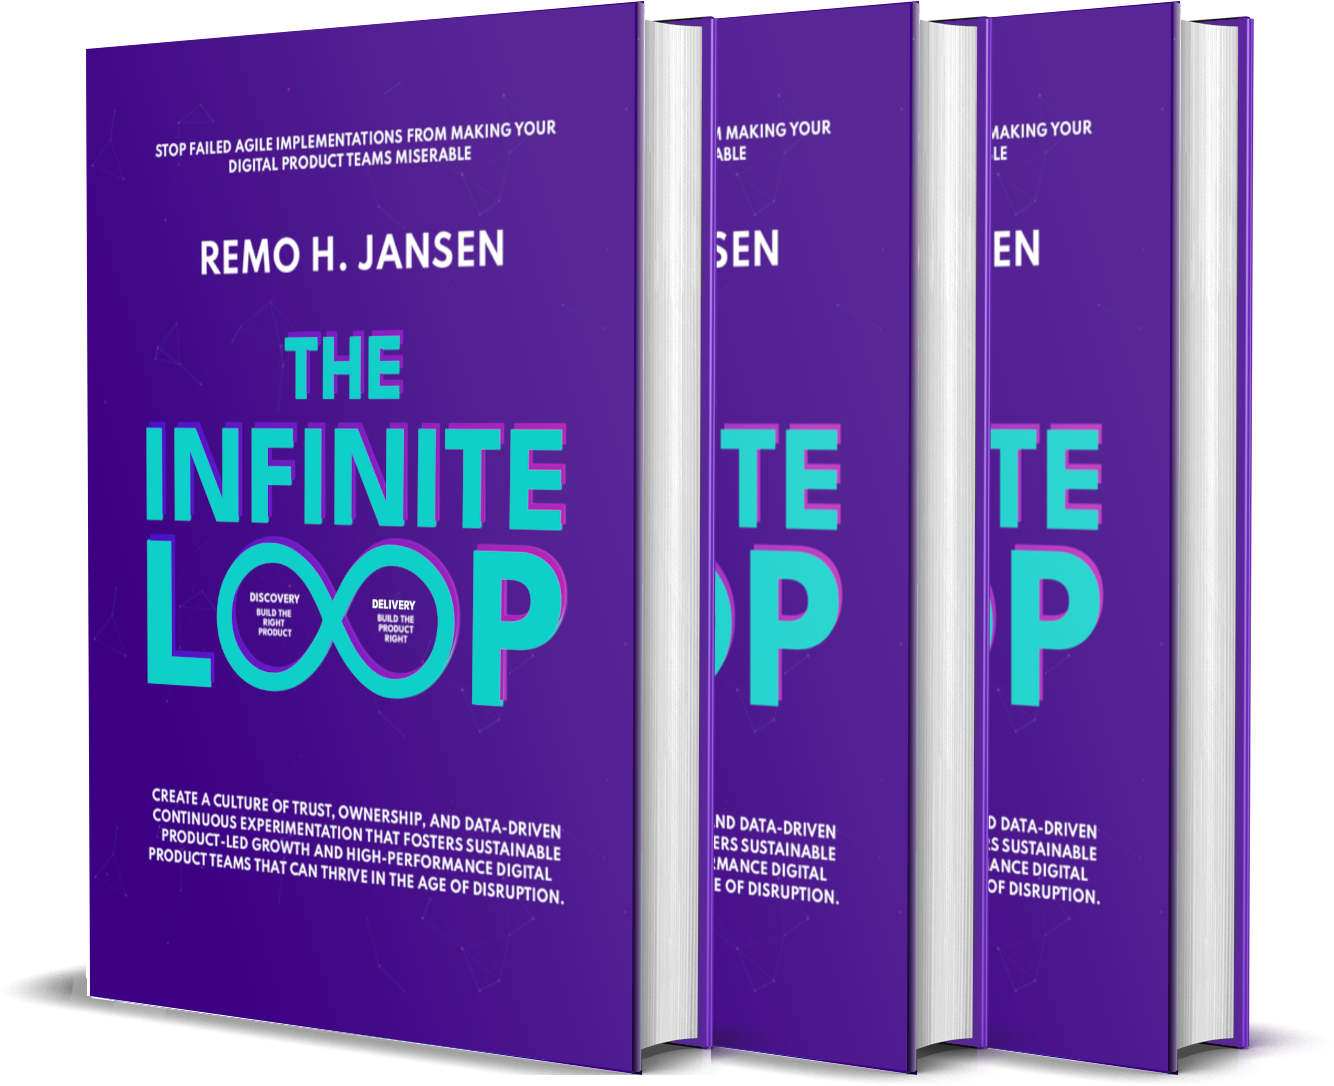 STOP FAILED AGILE IMPLEMENTATIONS FROM MAKING YOUR
DIGITAL PRODUCT TEAMS MISERABLE
REMO H. JANSEN
THE
INFINITE
LOOP
DISCOVERY
BUILD THE
RIGHT
PRODUCT
DELIVERY
BUILD THE
PRODUCT
RIGHT
CREATE A CULTURE OF TRUST, OWNERSHIP, AND DATA-DRIVEN
CONTINUOUS EXPERIMENTATION THAT FOSTERS SUSTAINABLE
PRODUCT-LED GROWTH AND HIGH-PERFORMANCE DIGITAL
PRODUCT TEAMS THAT CAN THRIVE IN THE AGE OF DISRUPTION.
M MAKING YOUR
ABLE
SEN
TE
OP
ND DATA-DRIVEN
ERS SUSTAINABLE
RMANCE DIGITAL
E OF DISRUPTION.
MAKING YOUR
LE
EN
TE
P
D DATA-DRIVEN
RS SUSTAINABLE
ANCE DIGITAL
OF DISRUPTION.